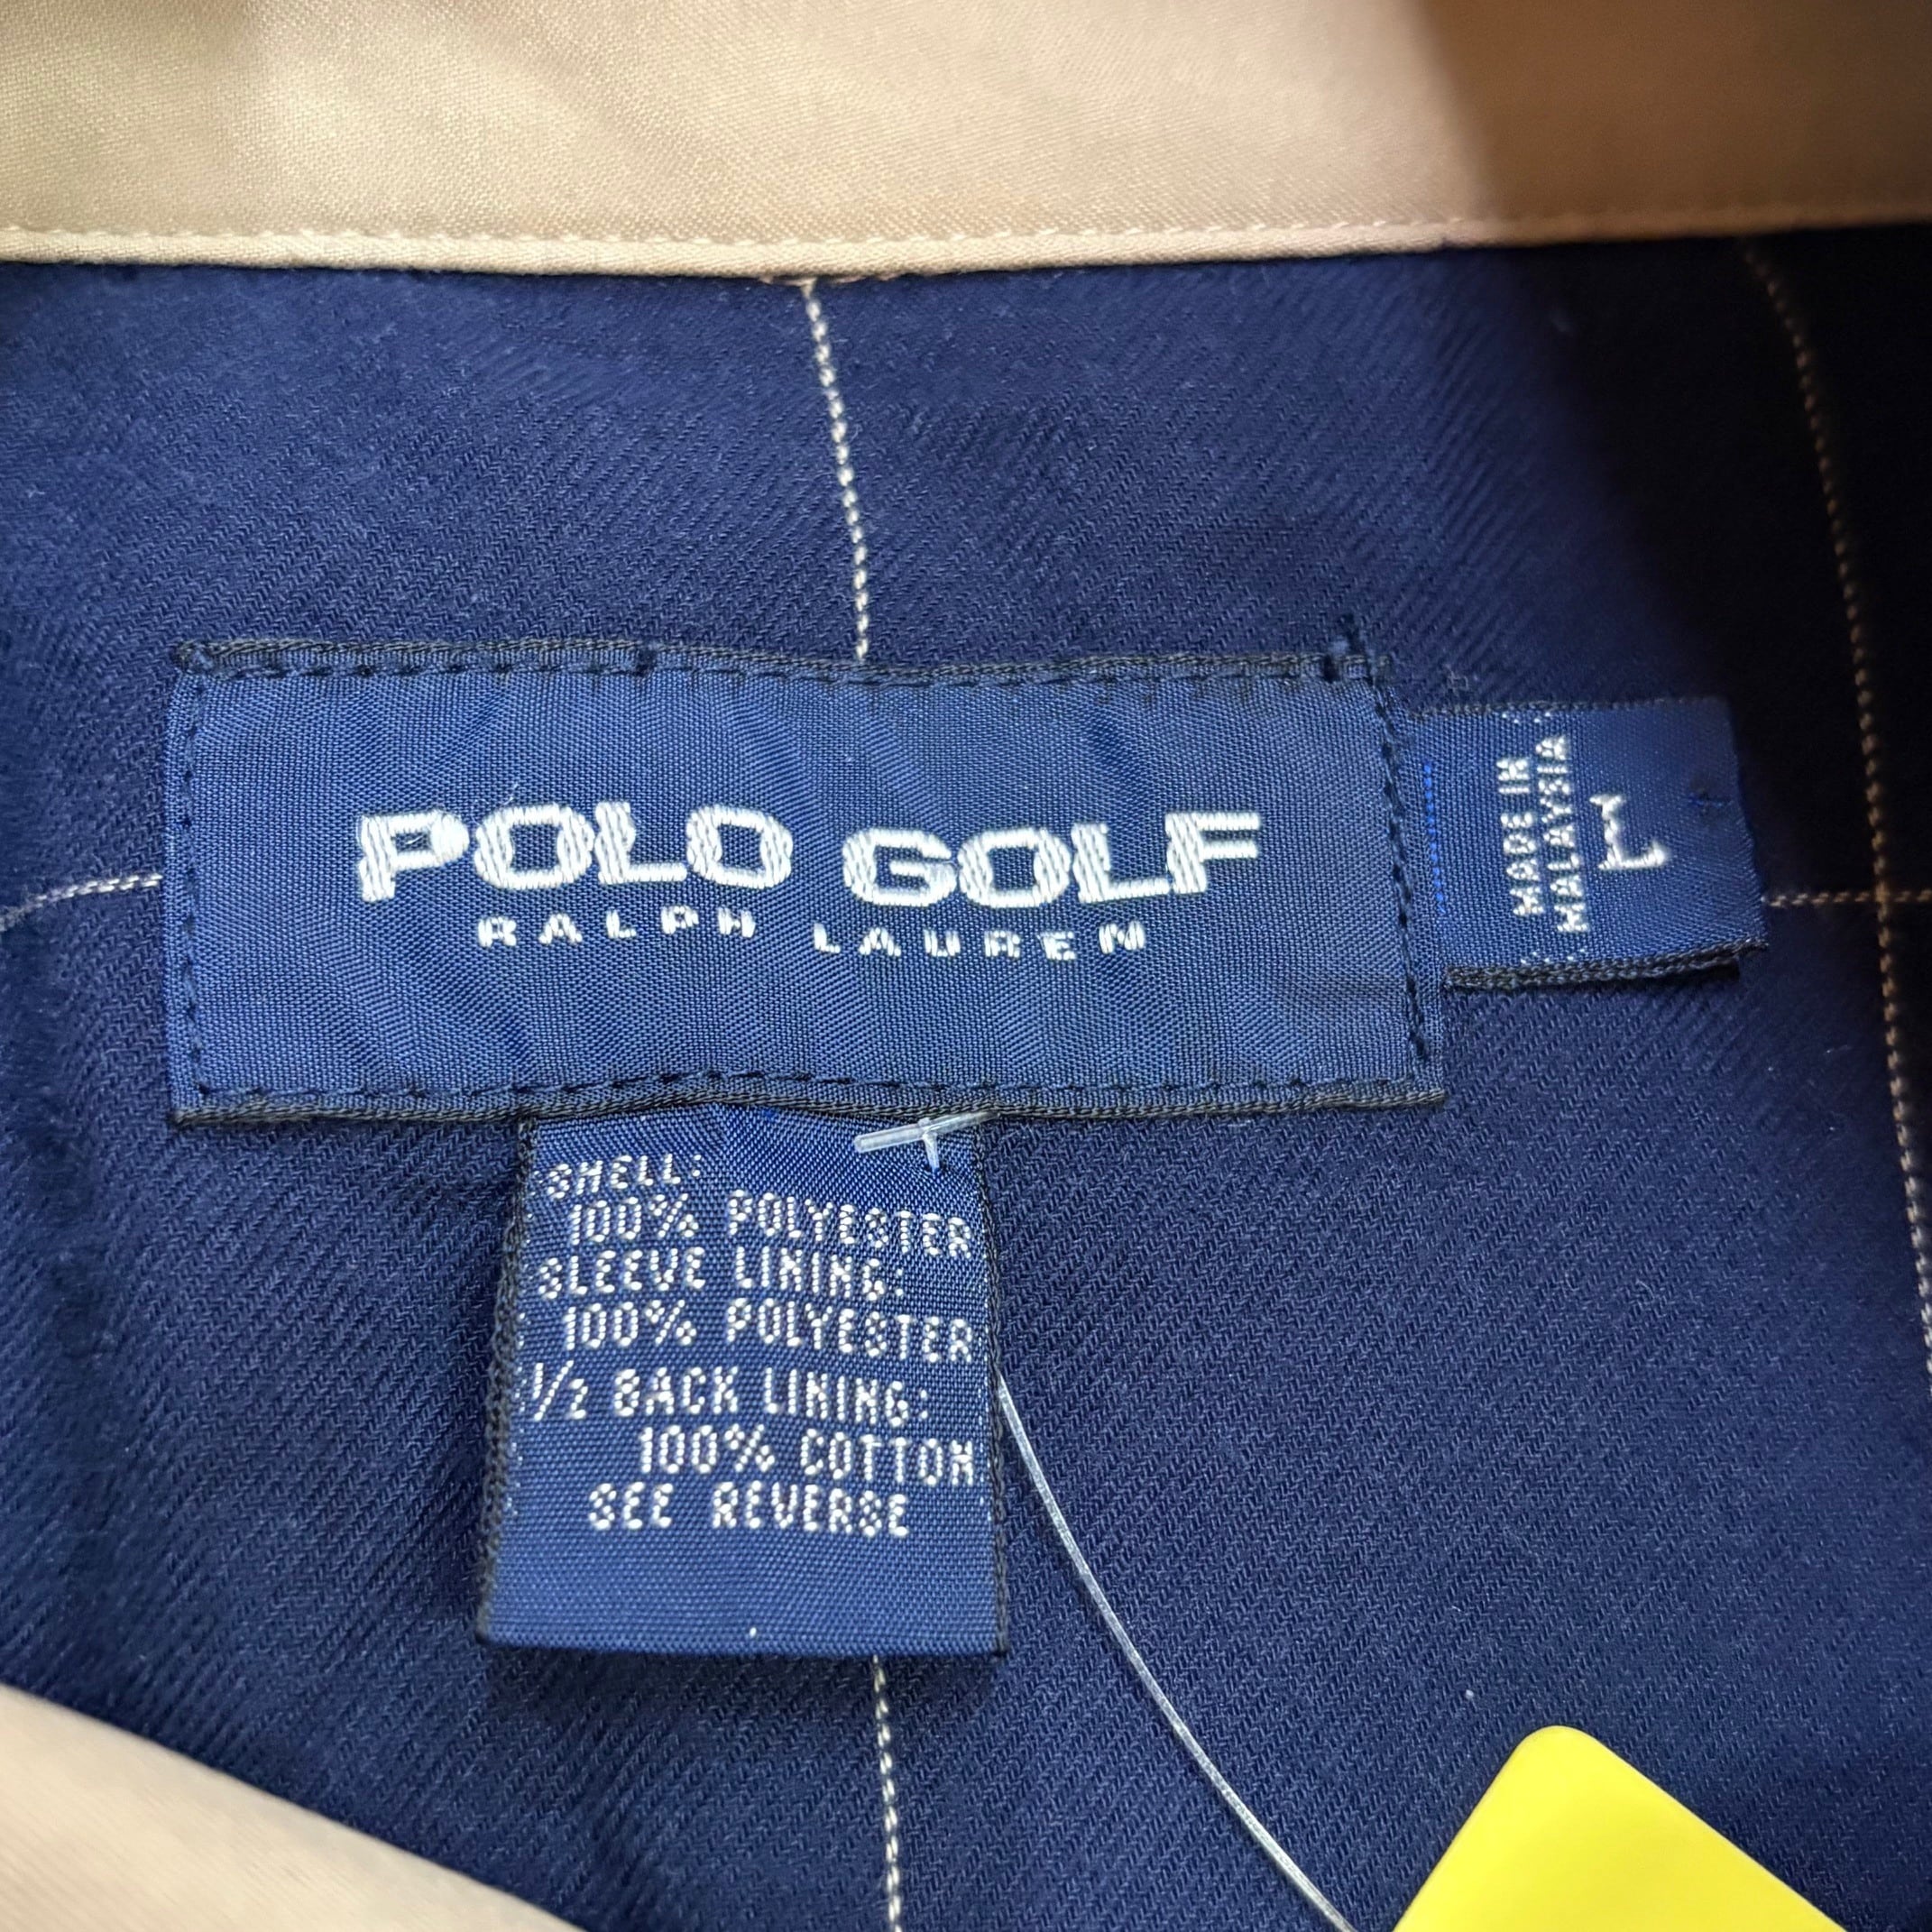 POLO GOLF
RALPH LAUREN
MADE IN
MALAYSIA
L
SHELL:
100% POLYESTER
SLEEVE LINING:
100% POLYESTER
1/2 BACK LINING:
100% COTTON
SEE REVERSE